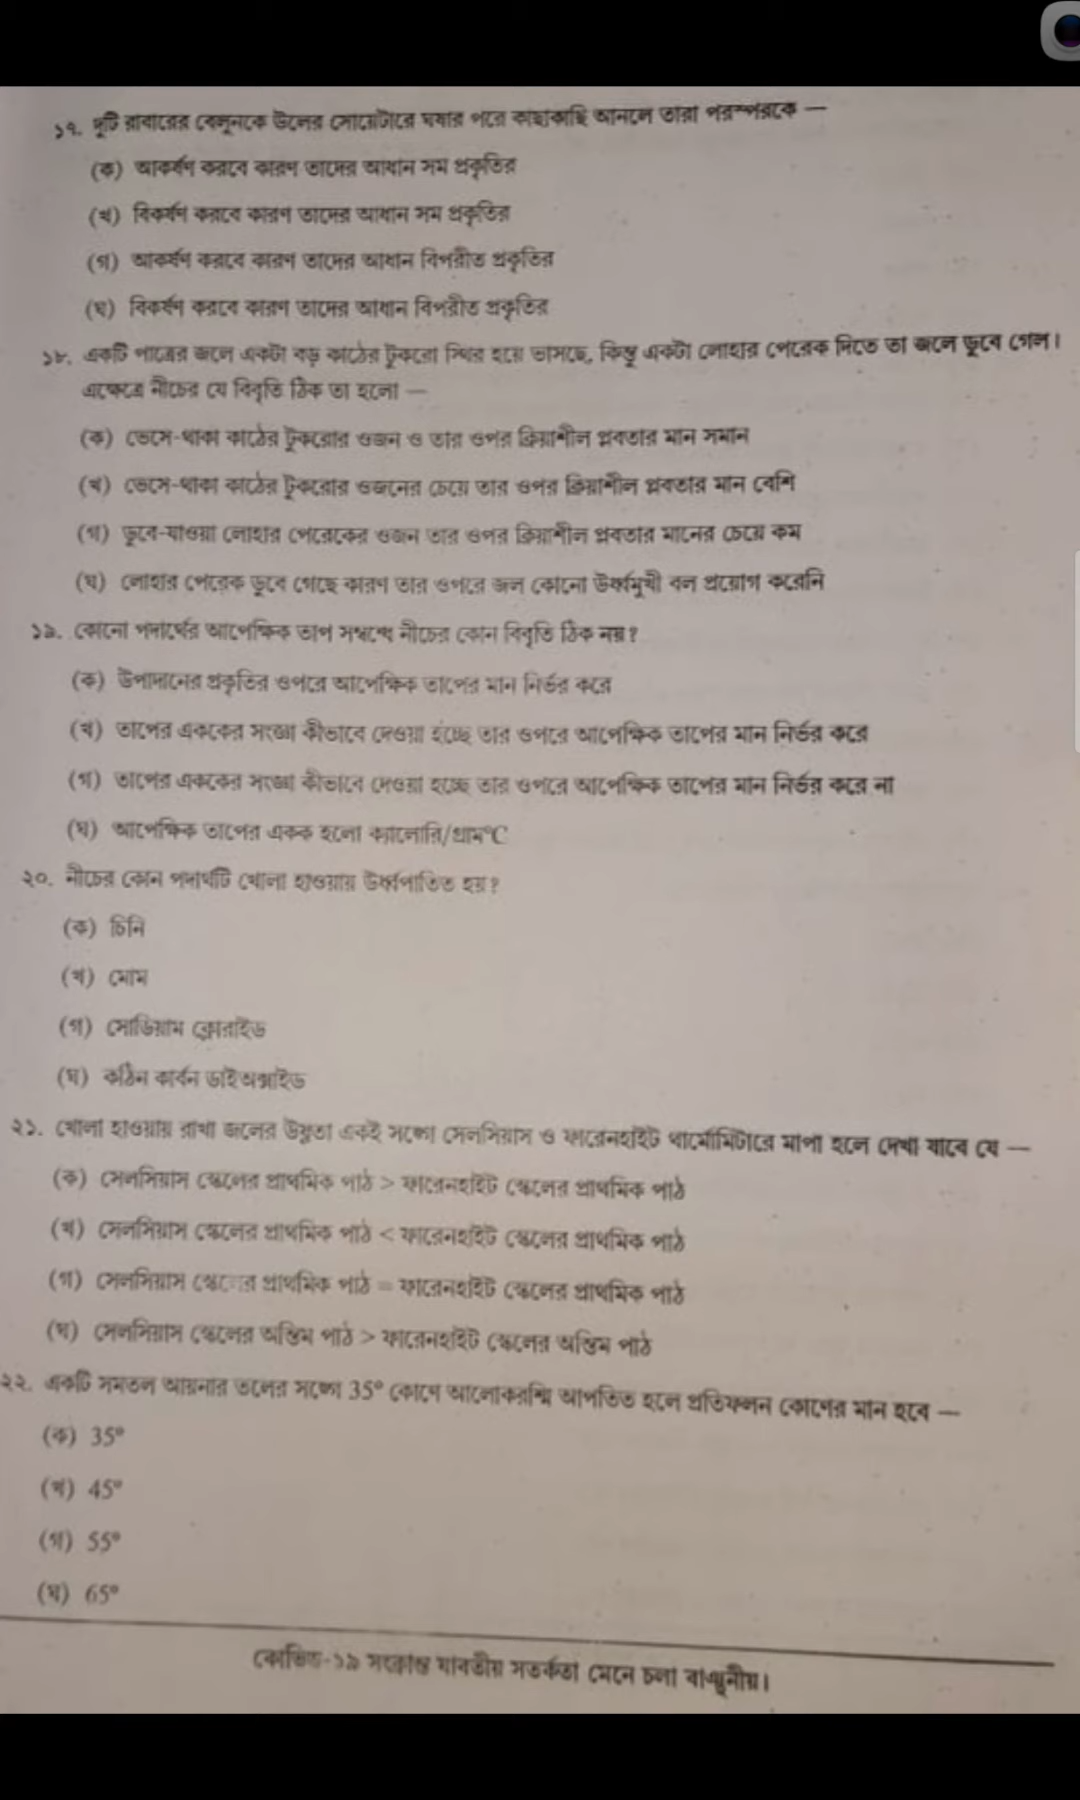 ১৭. দুটি রাবারের বেলুনকে উলের সোয়েটারে ঘষার পরে কাছাকাছি আনলে তারা পরস্পরকে —
(ক) আকর্ষণ করবে কারণ তাদের আধান সম প্রকৃতির
(খ) বিকর্ষণ করবে কারণ তাদের আধান সম প্রকৃতির
(গ) আকর্ষণ করবে কারণ তাদের আধান বিপরীত প্রকৃতির
(ঘ) বিকর্ষণ করবে কারণ তাদের আধান বিপরীত প্রকৃতির
১৮. একটি পাত্রের জলে একটা বড় কাঠের টুকরো স্থির হয়ে ভাসছে, কিন্তু একটা লোহার পেরেক দিতে তা জলে ডুবে গেল।
এক্ষেত্রে নীচের যে বিবৃতি ঠিক তা হলো —
(ক) ভেসে-থাকা কাঠের টুকরোর ওজন ও তার ওপর ক্রিয়াশীল প্লবতার মান সমান
(খ) ভেসে-থাকা কাঠের টুকরোর ওজনের চেয়ে তার ওপর ক্রিয়াশীল প্লবতার মান বেশি
(গ) ডুবে-যাওয়া লোহার পেরেকের ওজন তার ওপর ক্রিয়াশীল প্লবতার মানের চেয়ে কম
(ঘ) লোহার পেরেক ডুবে গেছে কারণ তার ওপরে জল কোনো উর্ধ্বমুখী বল প্রয়োগ করেনি
১৯. কোনো পদার্থের আপেক্ষিক তাপ সম্বন্ধে নীচের কোন বিবৃতি ঠিক নয়?
(ক) উপাদানের প্রকৃতির ওপরে আপেক্ষিক তাপের মান নির্ভর করে
(খ) তাপের এককের সংজ্ঞা কীভাবে দেওয়া হচ্ছে তার ওপরে আপেক্ষিক তাপের মান নির্ভর করে
(গ) তাপের এককের সংজ্ঞা কীভাবে দেওয়া হচ্ছে তার ওপরে আপেক্ষিক তাপের মান নির্ভর করে না
(ঘ) আপেক্ষিক তাপের একক হলো ক্যালোরি/গ্রাম°C
২০. নীচের কোন পদার্থটি খোলা হাওয়ায় উর্ধ্বপাতিত হয়?
(ক) চিনি
(খ) মোম
(গ) সোডিয়াম ক্লোরাইড
(ঘ) কঠিন কার্বন ডাইঅক্সাইড
২১. খোলা হাওয়ায় রাখা জলের উষ্ণতা একই সঙ্গে সেলসিয়াস ও ফারেনহাইট থার্মোমিটারে মাপা হলে দেখা যাবে যে —
(ক) সেলসিয়াস স্কেলের প্রাথমিক পাঠ > ফারেনহাইট স্কেলের প্রাথমিক পাঠ
(খ) সেলসিয়াস স্কেলের প্রাথমিক পাঠ < ফারেনহাইট স্কেলের প্রাথমিক পাঠ
(গ) সেলসিয়াস স্কেলের প্রাথমিক পাঠ = ফারেনহাইট স্কেলের প্রাথমিক পাঠ
(ঘ) সেলসিয়াস স্কেলের অন্তিম পাঠ > ফারেনহাইট স্কেলের অন্তিম পাঠ
২২. একটি সমতল আয়নার তলের সঙ্গে 35° কোণে আলোকরশ্মি আপতিত হলে প্রতিফলন কোণের মান হবে —
(ক) 35°
(খ) 45°
(গ) 55°
(ঘ) 65°
কোভিড-১৯ সংক্রান্ত যাবতীয় সতর্কতা মেনে চলা বাঞ্ছনীয়।